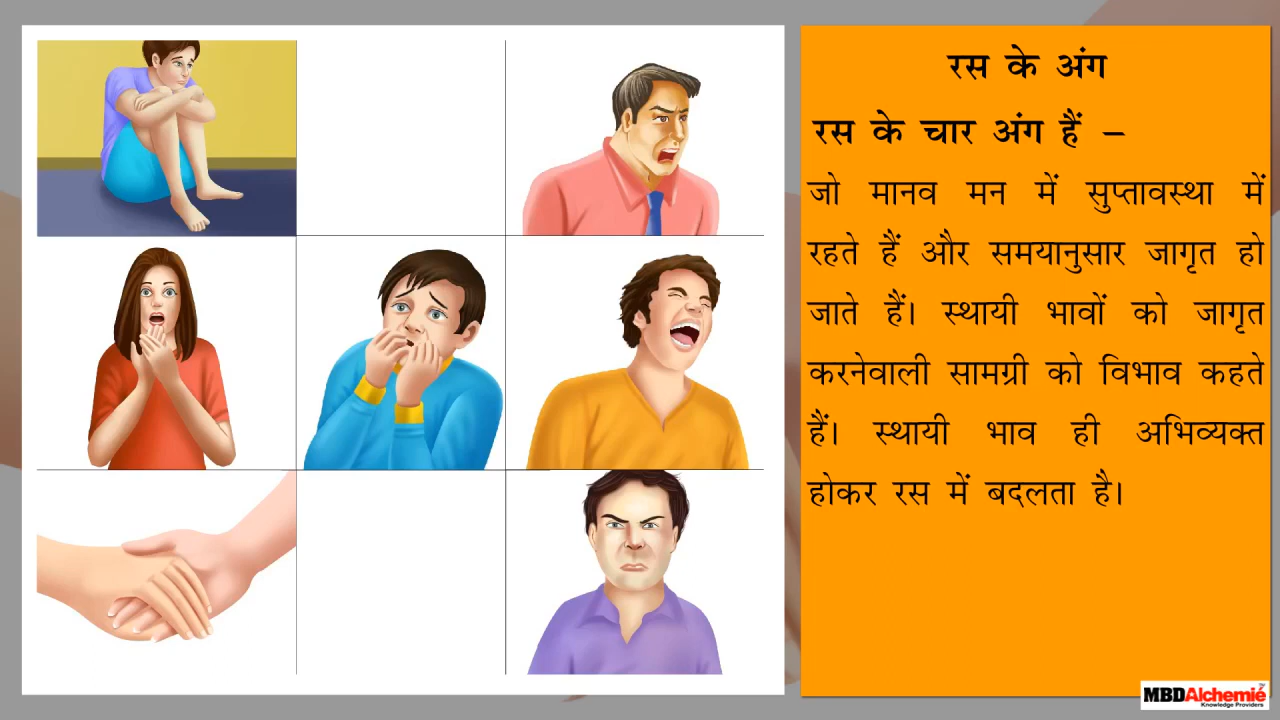 रस के अंग
रस के चार अंग हैं –
जो मानव मन में सुप्तावस्था में
रहते हैं और समयानुसार जागृत हो
जाते हैं। स्थायी भावों को जागृत
करनेवाली सामग्री को विभाव कहते
हैं। स्थायी भाव ही अभिव्यक्त
होकर रस में बदलता है।
MBDAlchemie
Knowledge Providers